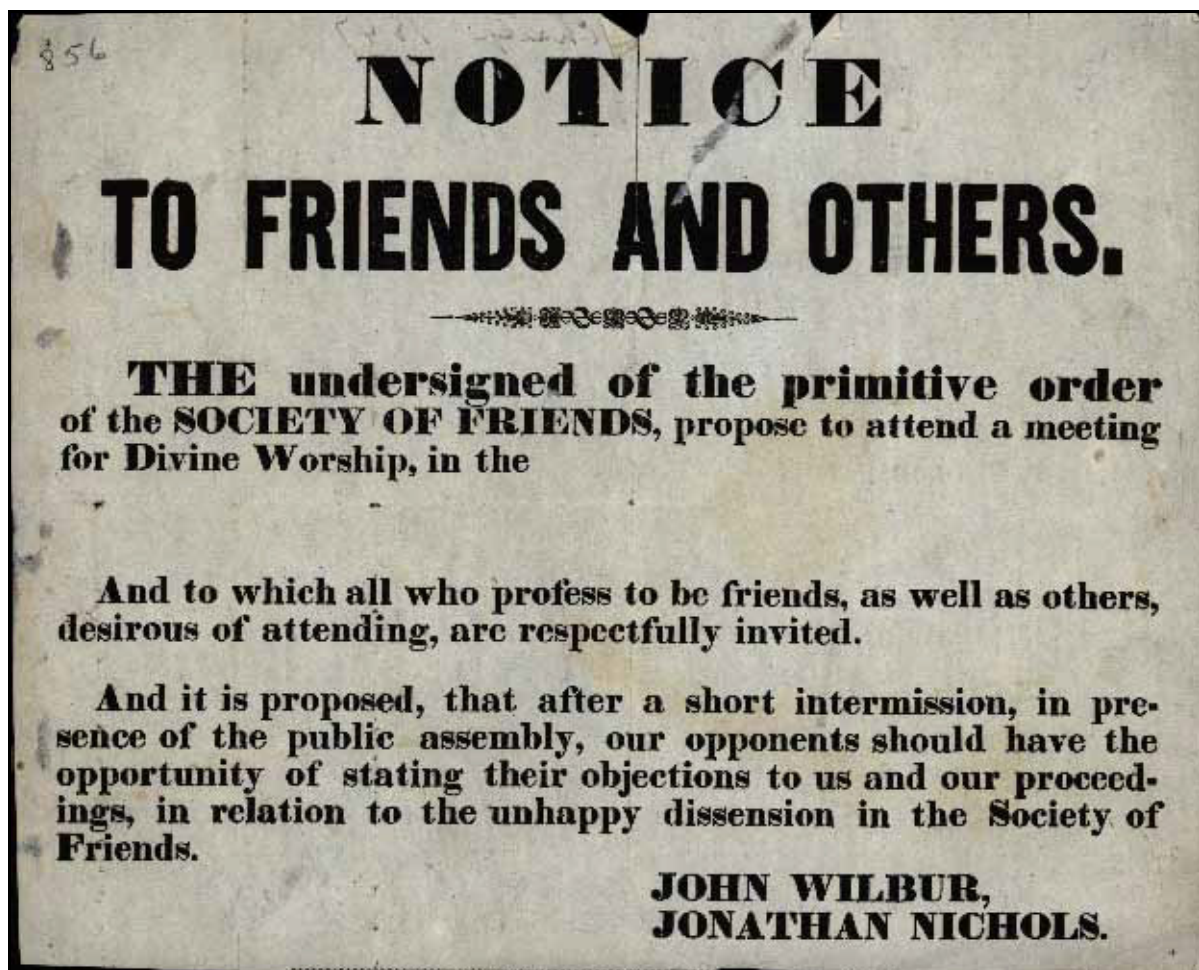 856
NOTICE
TO FRIENDS AND OTHERS.
THE undersigned of the primitive order
of the SOCIETY OF FRIENDS, propose to attend a meeting
for Divine Worship, in the
And to which all who profess to be friends, as well as others,
desirous of attending, are respectfully invited.
And it is proposed, that after a short intermission, in pre-
sence of the public assembly, our opponents should have the
opportunity of stating their objections to us and our proceed-
ings, in relation to the unhappy dissension in the Society of
Friends.
JOHN WILBUR,
JONATHAN NICHOLS.